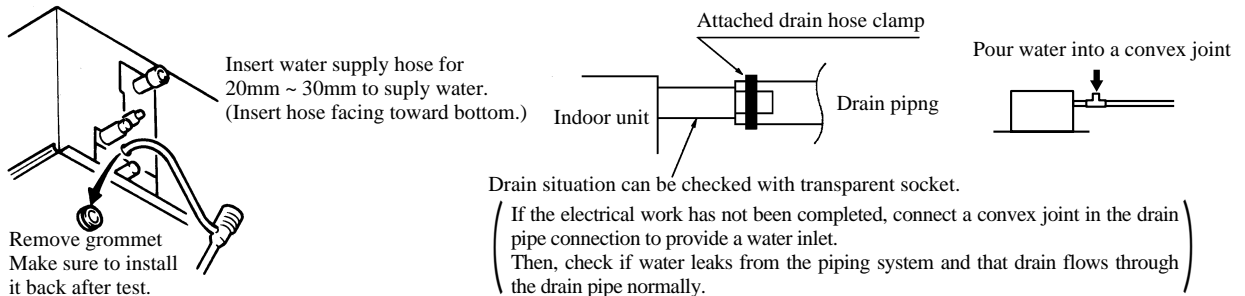 Insert water supply hose for
20mm ~ 30mm to suply water.
(Insert hose facing toward bottom.)
Remove grommet
Make sure to install
it back after test.
Attached drain hose clamp
Indoor unit
Drain pipng
Pour water into a convex joint
Drain situation can be checked with transparent socket.
If the electrical work has not been completed, connect a convex joint in the drain
pipe connection to provide a water inlet.
Then, check if water leaks from the piping system and that drain flows through
the drain pipe normally.